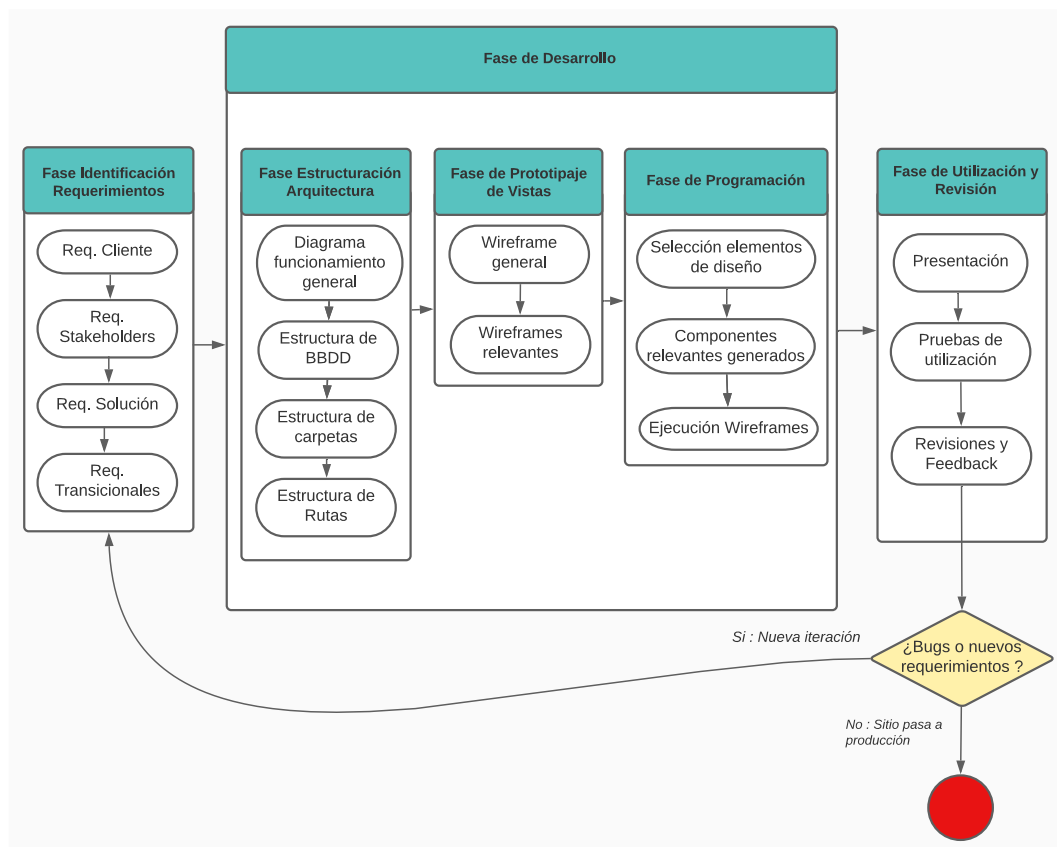 Fase de Desarrollo
Fase Identificación
Requerimientos
Req. Cliente
Req.
Stakeholders
Req. Solución
Req.
Transicionales
Fase Estructuración
Arquitectura
Diagrama
funcionamiento
general
Estructura de
BBDD
Estructura de
carpetas
Estructura de
Rutas
Fase de Prototipaje
de Vistas
Wireframe
general
Wireframes
relevantes
Fase de Programación
Selección elementos
de diseño
Componentes
relevantes generados
Ejecución Wireframes
Fase de Utilización y
Revisión
Presentación
Pruebas de
utilización
Revisiones y
Feedback
¿Bugs o nuevos
requerimientos ?
Si : Nueva iteración
No : Sitio pasa a
producción